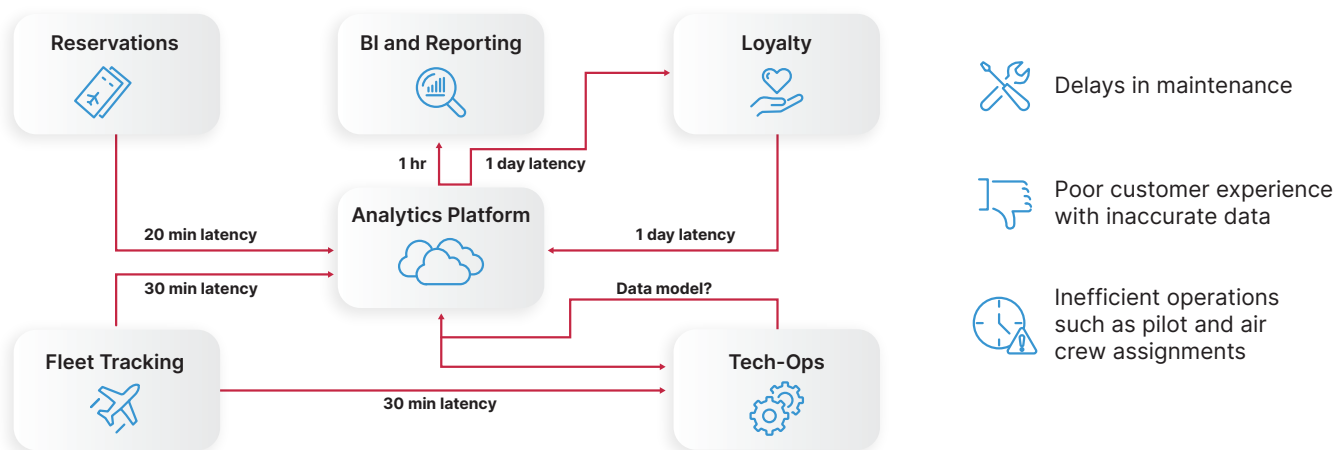 Reservations
BI and Reporting
Loyalty
Delays in maintenance
1 hr
1 day latency
Poor customer experience
with inaccurate data
Analytics Platform
20 min latency
1 day latency
30 min latency
Data model?
Inefficient operations
such as pilot and air
crew assignments
Fleet Tracking
Tech-Ops
30 min latency